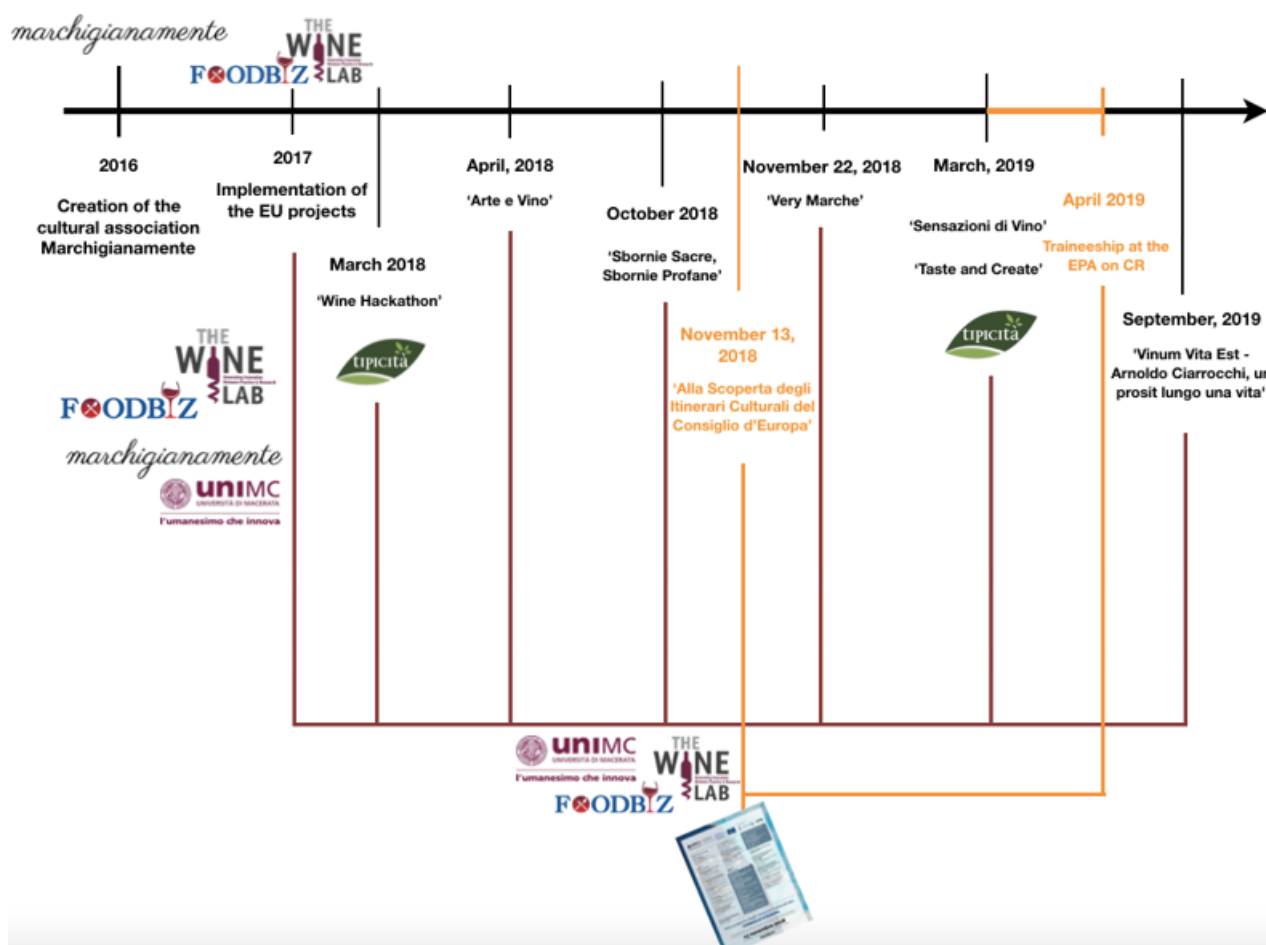 marchigianamente
THE
WINE
LAB
FOODBIZ
2016
Creation of the
cultural association
Marchigianamente
2017
Implementation of
the EU projects
March 2018
‘Wine Hackathon’
TIPICITÀ
April, 2018
‘Arte e Vino’
October 2018
‘Sbornie Sacre,
Sbornie Profane’
November 13,
2018
‘Alla Scoperta degli
Itinerari Culturali del
Consiglio d’Europa’
November 22, 2018
‘Very Marche’
March, 2019
‘Sensazioni di Vino’
‘Taste and Create’
TIPICITÀ
April 2019
Traineeship at the
EPA on CR
September, 2019
‘Vinum Vita Est -
Arnoldo Ciarrocchi, un
prosit lungo una vita’
THE
WINE
LAB
FOODBIZ
marchigianamente
unIMC
UNIVERSITÀ DI MACERATA
l’umanesimo che innova
unIMC
UNIVERSITÀ DI MACERATA
l’umanesimo che innova
THE
WINE
LAB
FOODBIZ